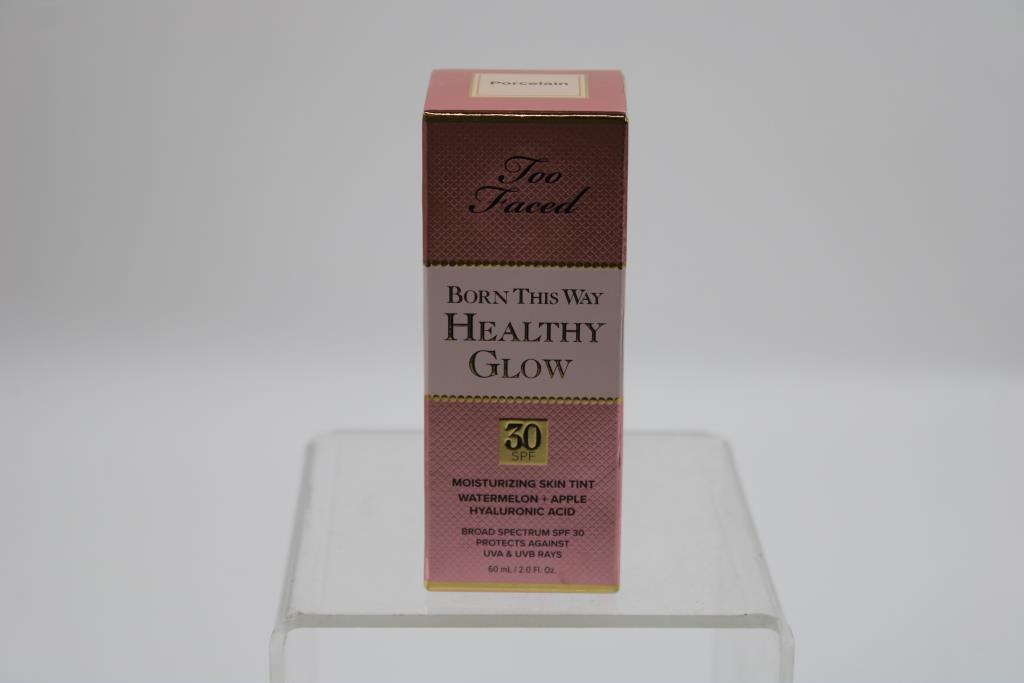 Porcelain
Too
Faced
BORN THIS WAY
HEALTHY
GLOW
30
SPF
MOISTURIZING SKIN TINT
WATERMELON + APPLE
HYALURONIC ACID
BROAD SPECTRUM SPF 30
PROTECTS AGAINST
UVA & UVB RAYS
60 mL / 2.0 Fl. Oz.